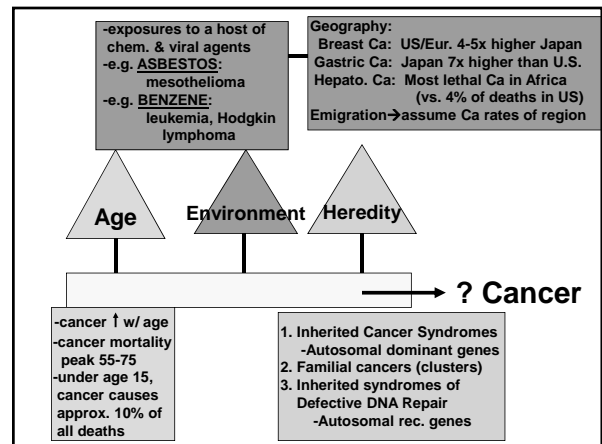 -exposures to a host of
chem. & viral agents
-e.g. ASBESTOS:
mesothelioma
-e.g. BENZENE:
leukemia, Hodgkin
lymphoma
Geography:
Breast Ca: US/Eur. 4-5x higher Japan
Gastric Ca: Japan 7x higher than U.S.
Hepato. Ca: Most lethal Ca in Africa
(vs. 4% of deaths in US)
Emigration→assume Ca rates of region
Age
Environment
Heredity
? Cancer
-cancer ↑ w/ age
-cancer mortality
peak 55-75
-under age 15,
cancer causes
approx. 10% of
all deaths
1. Inherited Cancer Syndromes
-Autosomal dominant genes
2. Familial cancers (clusters)
3. Inherited syndromes of
Defective DNA Repair
-Autosomal rec. genes